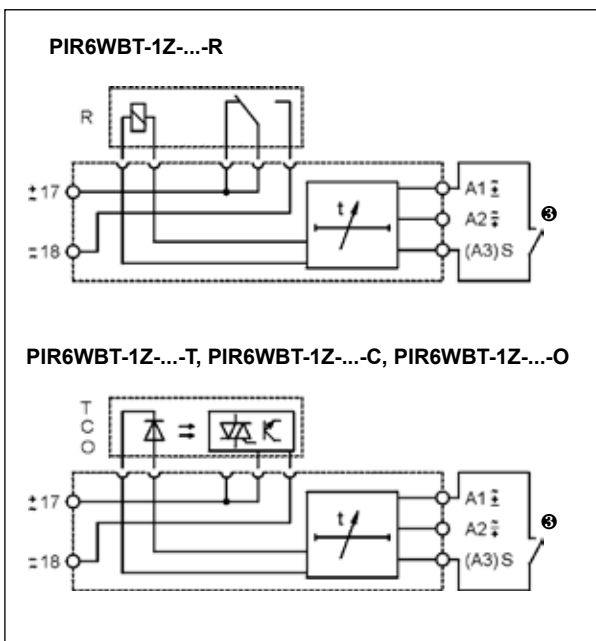 PIR6WBT-1Z-...-R
R
±17
A1 ±
t
A2 ∓
❸
(A3) S
18
PIR6WBT-1Z-...-T, PIR6WBT-1Z-...-C, PIR6WBT-1Z-...-O
T
C
O
±17
A1 ±
t
A2 ∓
❸
(A3) S
18